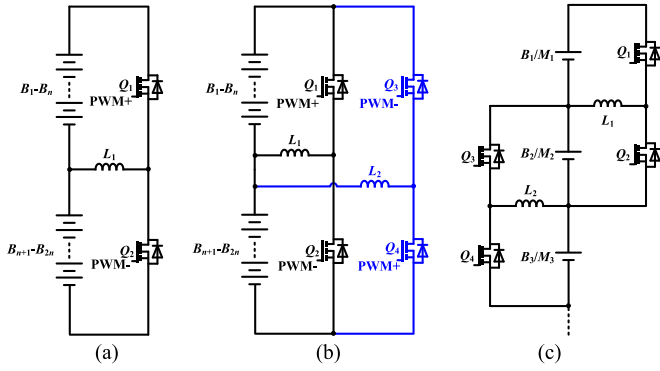 B1-Bn
Q1
PWM+
L1
Bn+1-B2n
Q2
PWM-
(a)
B1-Bn
Q1
PWM+
Q3
PWM-
L1
L2
Bn+1-B2n
Q2
PWM-
Q4
PWM+
(b)
B1/M1
Q1
L1
Q3
B2/M2
Q2
L2
Q4
B3/M3
(c)